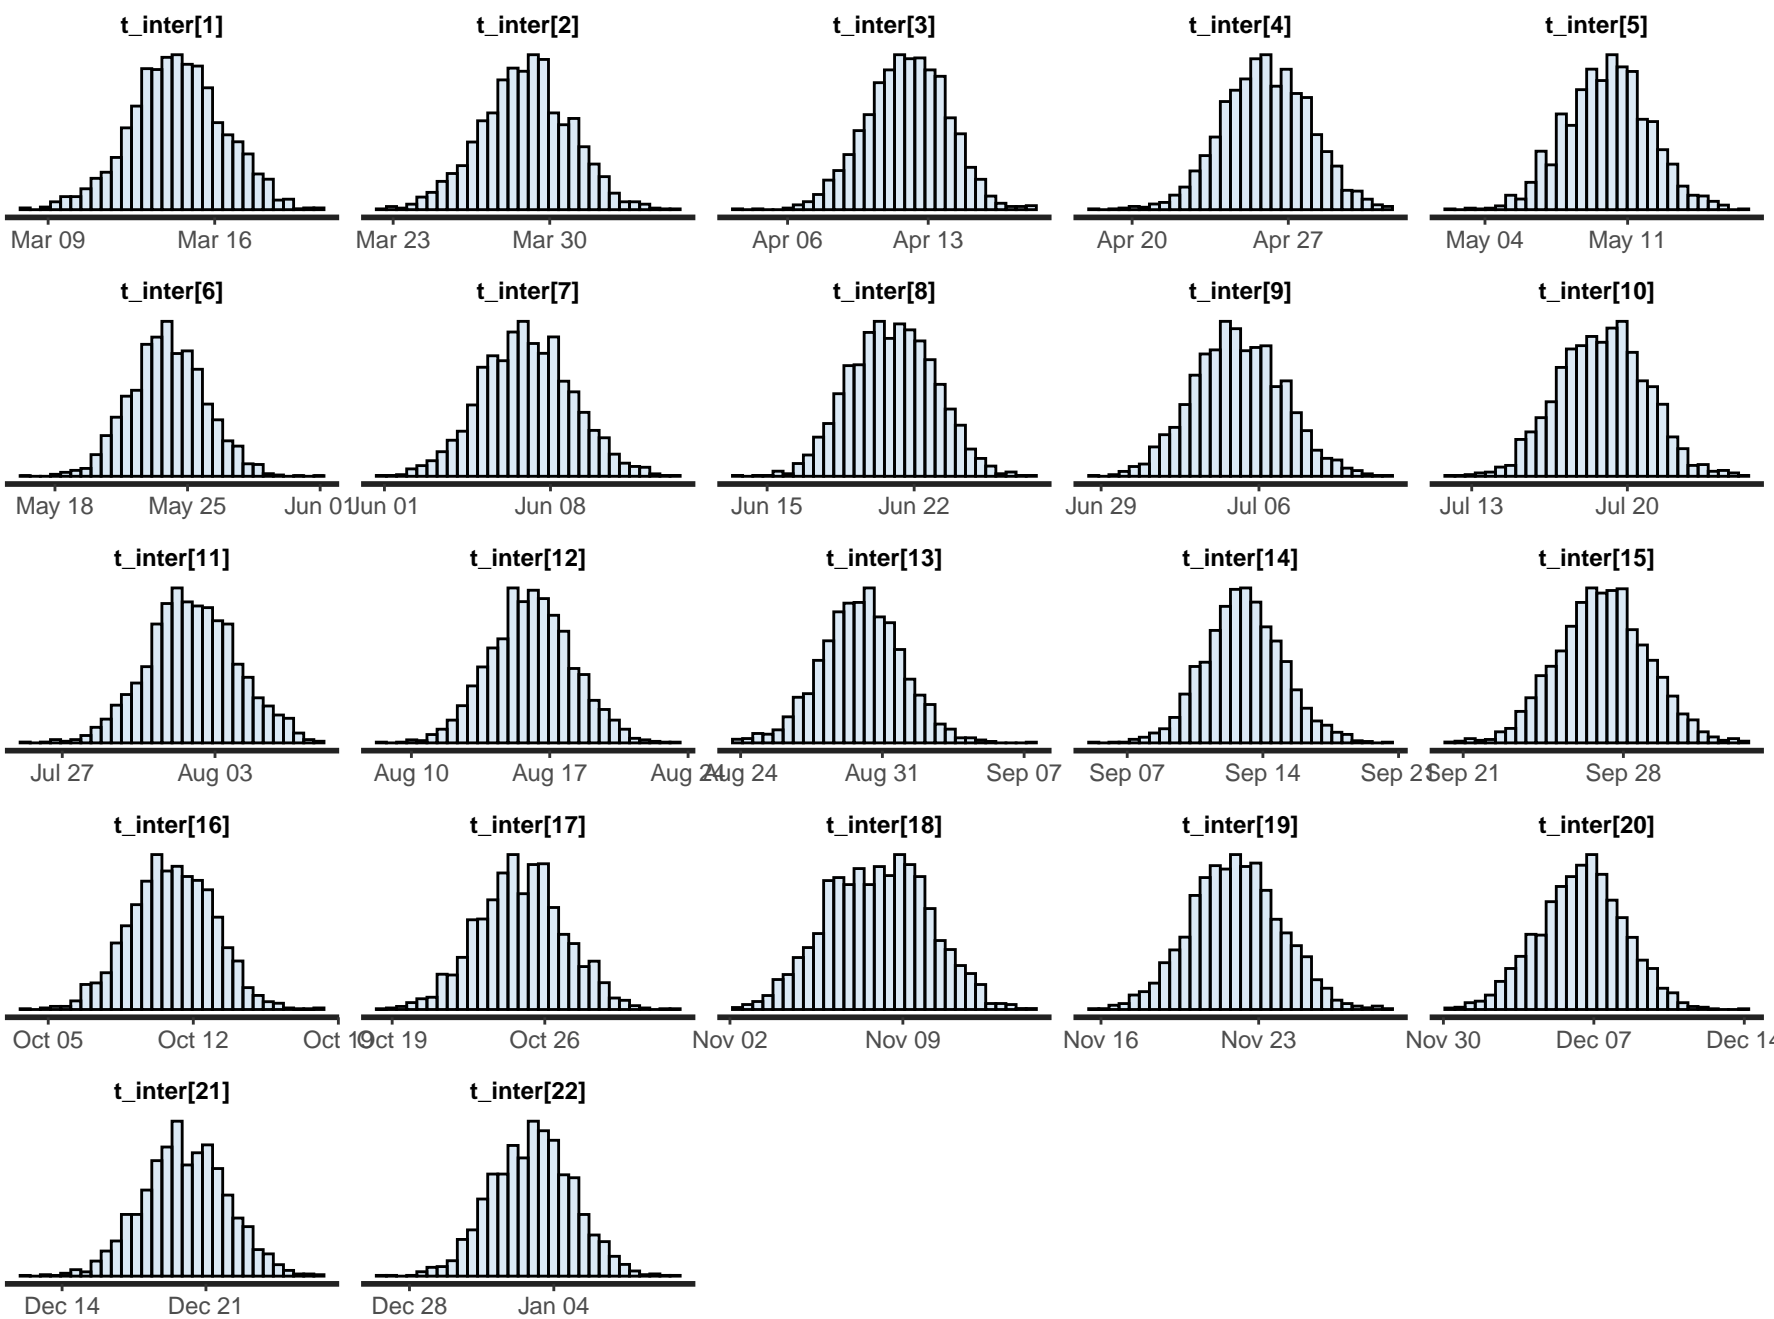 t_inter[1] t_inter[2] t_inter[3] t_inter[4] t_inter[5]
Mar 09 Mar 16 Mar 23 Mar 30 Apr 06 Apr 13 Apr 20 Apr 27 May 04 May 11
t_inter[6] t_inter[7] t_inter[8] t_inter[9] t_inter[10]
May 18 May 25 Jun 01 Jun 01 Jun 08 Jun 15 Jun 22 Jun 29 Jul 06 Jul 13 Jul 20
t_inter[11] t_inter[12] t_inter[13] t_inter[14] t_inter[15]
Jul 27 Aug 03 Aug 10 Aug 17 Aug 24 Aug 24 Aug 31 Sep 07 Sep 07 Sep 14 Sep 21 Sep 21 Sep 28
t_inter[16] t_inter[17] t_inter[18] t_inter[19] t_inter[20]
Oct 05 Oct 12 Oct 19 Oct 19 Oct 26 Nov 02 Nov 09 Nov 16 Nov 23 Nov 30 Dec 07 Dec 14
t_inter[21] t_inter[22]
Dec 14 Dec 21 Dec 28 Jan 04